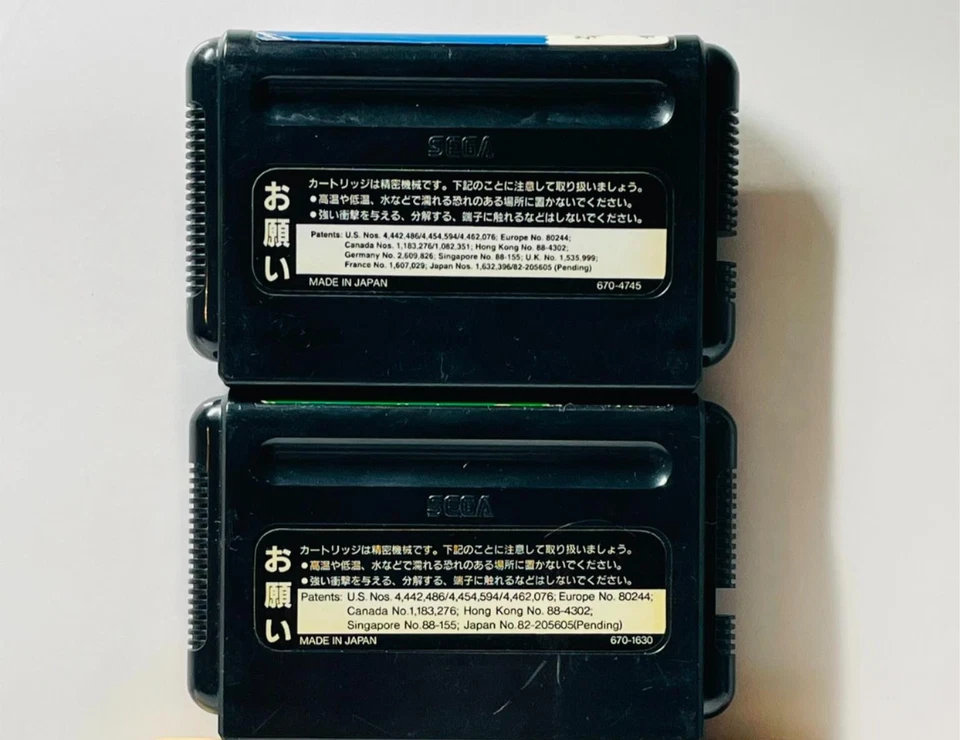 SEGA
お願い
カートリッジは精密機械です。下記のことに注意して取り扱いましょう。
●高温や低温、水などで濡れる恐れのある場所に置かないでください。
●強い衝撃を与える、分解する、端子に触れるなどはしないでください。
Patents: U.S. Nos. 4,442,486/4,454,594/4,462,076; Europe No. 80244;
Canada Nos. 1,183,276/1,082,351; Hong Kong No. 88-4302;
Germany No. 2,609,826; Singapore No. 88-155; U.K. No. 1,535,999;
France No. 1,607,029; Japan Nos. 1,632,396/82-205605 (Pending)
MADE IN JAPAN 670-4745
SEGA
お願い
カートリッジは精密機械です。下記のことに注意して取り扱いましょう。
●高温や低温、水などで濡れる恐れのある場所に置かないでください。
●強い衝撃を与える、分解する、端子に触れるなどはしないでください。
Patents: U.S. Nos. 4,442,486/4,454,594/4,462,076; Europe No. 80244;
Canada No.1,183,276; Hong Kong No. 88-4302;
Singapore No.88-155; Japan No.82-205605(Pending)
MADE IN JAPAN 670-1630